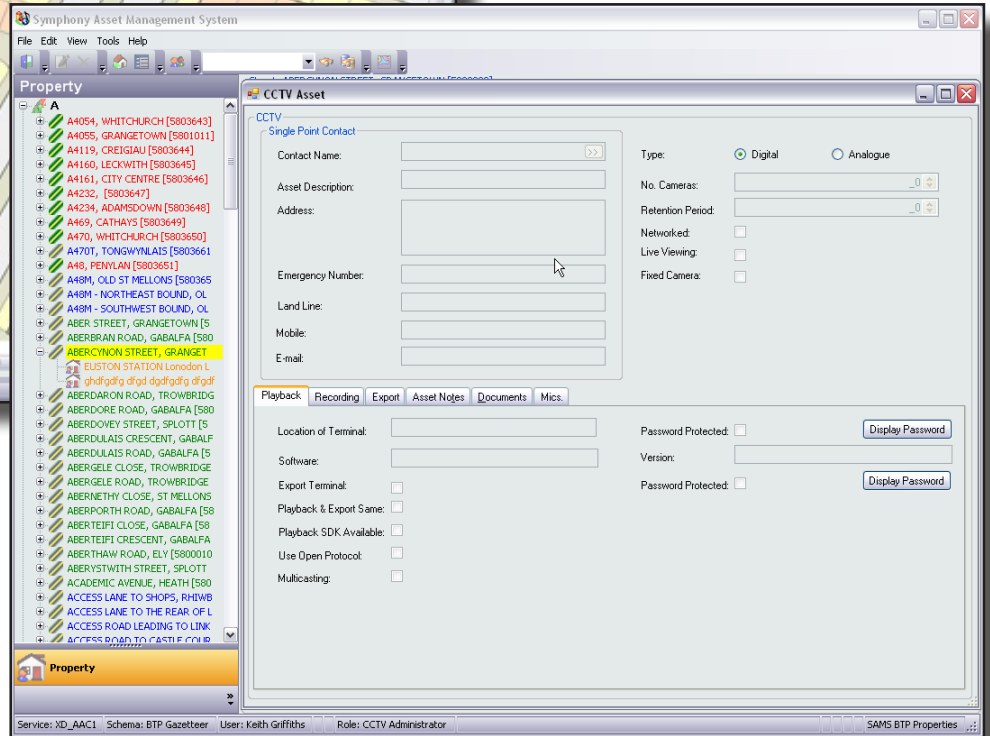 Symphony Asset Management System
File Edit View Tools Help
Property
A
A4054, WHITCHURCH [5803643]
A4055, GRANGETOWN [5801011]
A4119, CREIGIAU [5803644]
A4160, LECKWITH [5803645]
A4161, CITY CENTRE [5803646]
A4232, [5803647]
A4234, ADAMSDOWN [5803648]
A469, CATHAYS [5803649]
A470, WHITCHURCH [5803650]
A470T, TONGWYNLAIS [5803661
A48, PENYLAN [5803651]
A48M, OLD ST MELLONS [580365
A48M - NORTHEAST BOUND, OL
A48M - SOUTHWEST BOUND, OL
ABER STREET, GRANGETOWN [5
ABERBRAN ROAD, GABALFA [580
ABERCYNON STREET, GRANGET
EUSTON STATION Lonodon L
ghdfgdfg dfgd dgdfgdfg dfgdf
ABERDARON ROAD, TROWBRIDG
ABERDORE ROAD, GABALFA [580
ABERDOVEY STREET, SPLOTT [5
ABERDULAIS CRESCENT, GABALF
ABERDULAIS ROAD, GABALFA [5
ABERGELE CLOSE, TROWBRIDGE
ABERGELE ROAD, TROWBRIDGE
ABERNETHY CLOSE, ST MELLONS
ABERPORTH ROAD, GABALFA [58
ABERTEIFI CLOSE, GABALFA [58
ABERTEIFI CRESCENT, GABALFA
ABERTHAW ROAD, ELY [5800010
ABERYSTWITH STREET, SPLOTT
ACADEMIC AVENUE, HEATH [580
ACCESS LANE TO SHOPS, RHIWB
ACCESS LANE TO THE REAR OF L
ACCESS ROAD LEADING TO LINK
ACCESS ROAD TO CASTLE COUR
Property
CCTV Asset
CCTV
Single Point Contact
Contact Name: >>
Asset Description:
Address:
Emergency Number:
Land Line:
Mobile:
E-mail:
Type: Digital Analogue
No. Cameras: _0
Retention Period: _0
Networked:
Live Viewing:
Fixed Camera:
Playback Recording Export Asset Notes Documents Mics.
Location of Terminal:
Software:
Export Terminal:
Playback & Export Same:
Playback SDK Available:
Use Open Protocol:
Multicasting:
Password Protected: Display Password
Version:
Password Protected: Display Password
Service: XD_AAC1 Schema: BTP Gazetteer User: Keith Griffiths Role: CCTV Administrator SAMS BTP Properties